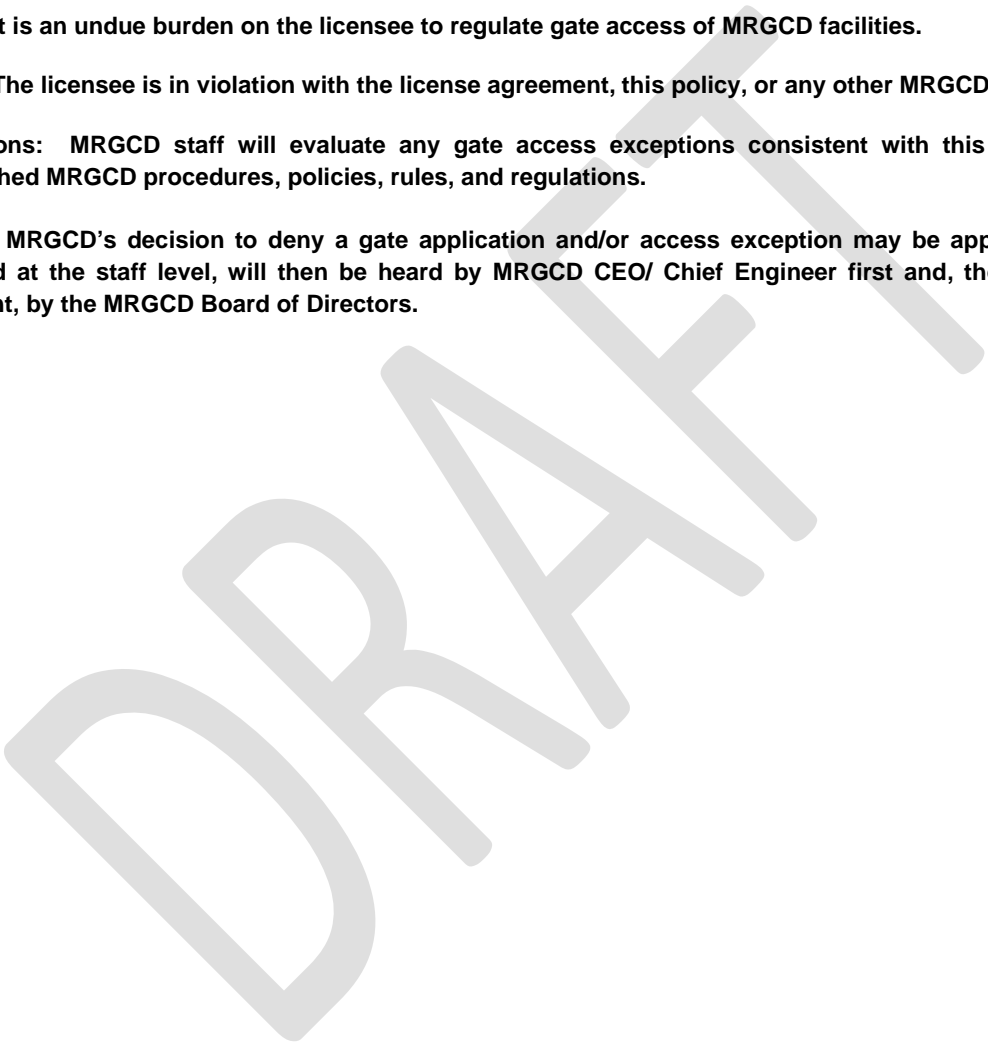 t is an undue burden on the licensee to regulate gate access of MRGCD facilities.
The licensee is in violation with the license agreement, this policy, or any other MRGCD
ons: MRGCD staff will evaluate any gate access exceptions consistent with this
hed MRGCD procedures, policies, rules, and regulations.
MRGCD’s decision to deny a gate application and/or access exception may be app
d at the staff level, will then be heard by MRGCD CEO/ Chief Engineer first and, the
t, by the MRGCD Board of Directors.
DRAFT